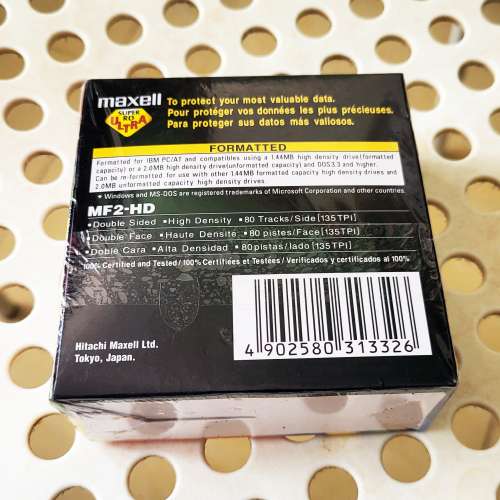 maxell
SUPER
RD
ULTRA
To protect your most valuable data.
Pour protéger vos données les plus précieuses.
Para proteger sus datos más valiosos.
FORMATTED
Formatted for IBM PC/AT and compatibles using a 1.44MB high density drive(formatted
capacity) or a 2.0MB high density drive(unformatted capacity) and DOS3.3 and higher.
Can be re-formatted for use with other 1.44MB formatted capacity high density drives and
2.0MB unformatted capacity high density drives.
• Windows and MS-DOS are registered trademarks of Microsoft Corporation and other countries.
MF2-HD
•Double Sided •High Density •80 Tracks/Side[135TPI]
•Double Face •Haute Densité •80 pistes/Face[135TPI]
•Doble Cara •Alta Densidad •80pistas/lado[135TPI]
100% Certified and Tested/100% Certifiées et Testées/Verificados y certificados al 100%
Hitachi Maxell Ltd.
Tokyo, Japan.
4 902580 313326